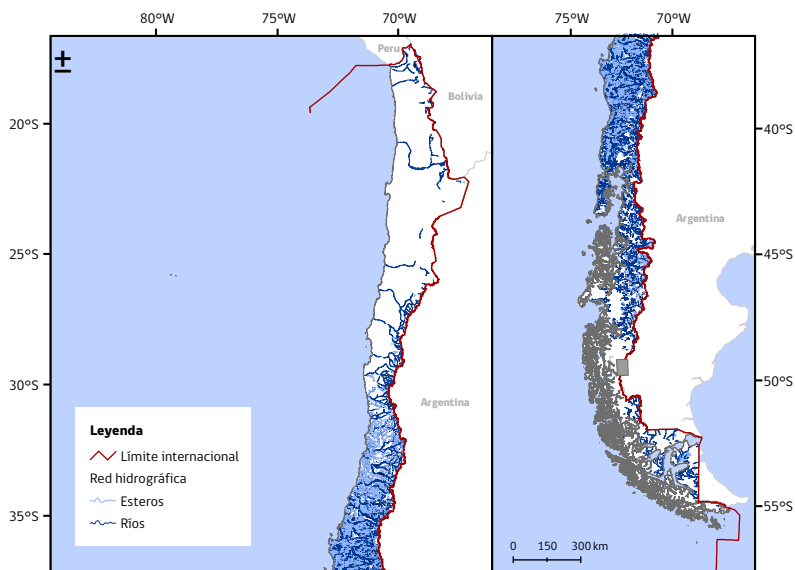 80°W 75°W 70°W 75°W 70°W
±
Peru
Bolivia
20°S
40°S
Argentina
25°S
45°S
30°S
50°S
Argentina
Leyenda
Límite internacional
Red hidrográfica
Esteros
Ríos
35°S
55°S
0 150 300 km